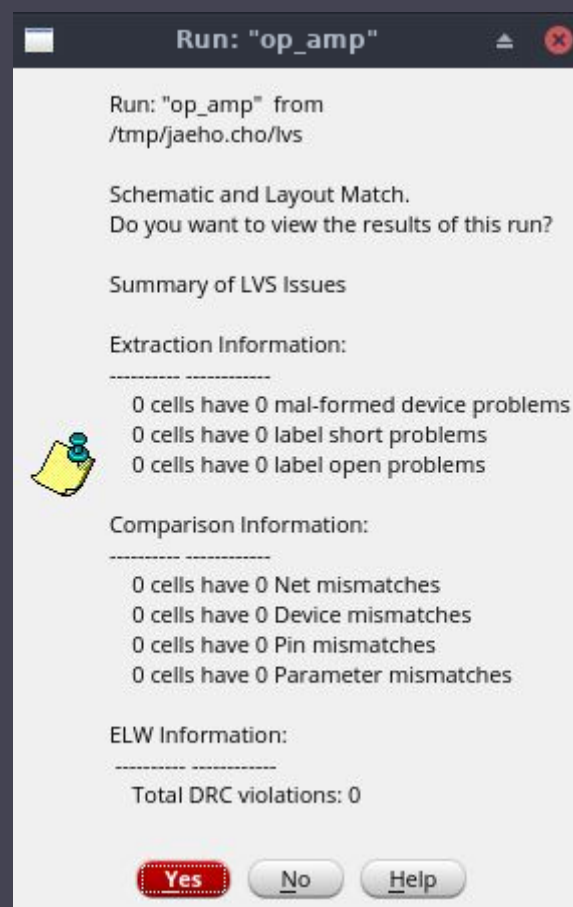 Run: "op_amp"
Run: "op_amp"  from
/tmp/jaeho.cho/lvs
Schematic and Layout Match.
Do you want to view the results of this run?
Summary of LVS Issues
Extraction Information:
---------- ------------
0 cells have 0 mal-formed device problems
0 cells have 0 label short problems
0 cells have 0 label open problems
Comparison Information:
---------- ------------
0 cells have 0 Net mismatches
0 cells have 0 Device mismatches
0 cells have 0 Pin mismatches
0 cells have 0 Parameter mismatches
ELW Information:
---------- ------------
Total DRC violations: 0
Yes No Help